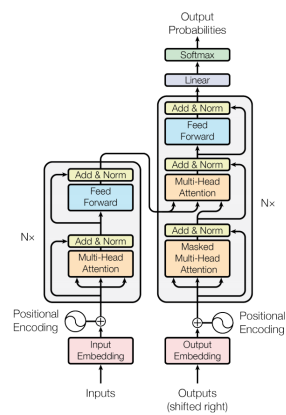 Output
Probabilities
Softmax
Linear
Add & Norm
Feed
Forward
Add & Norm
Multi-Head
Attention
Add & Norm
Masked
Multi-Head
Attention
N×
Positional
Encoding
Output
Embedding
Outputs
(shifted right)
Add & Norm
Feed
Forward
N×
Add & Norm
Multi-Head
Attention
Positional
Encoding
Input
Embedding
Inputs